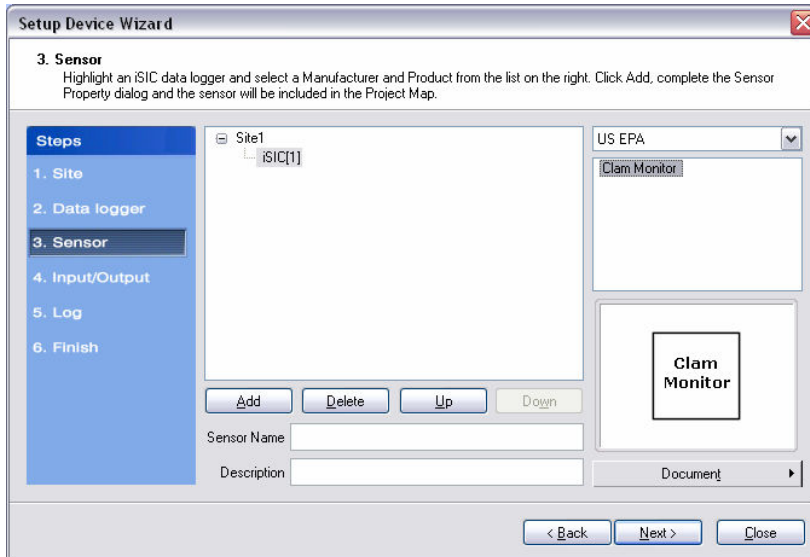 Setup Device Wizard
3. Sensor
Highlight an iSIC data logger and select a Manufacturer and Product from the list on the right. Click Add, complete the Sensor
Property dialog and the sensor will be included in the Project Map.
Steps
1. Site
2. Data logger
3. Sensor
4. Input/Output
5. Log
6. Finish
Site1
iSIC[1]
US EPA
Clam Monitor
Clam
Monitor
Add
Delete
Up
Down
Sensor Name
Description
Document
< Back
Next >
Close